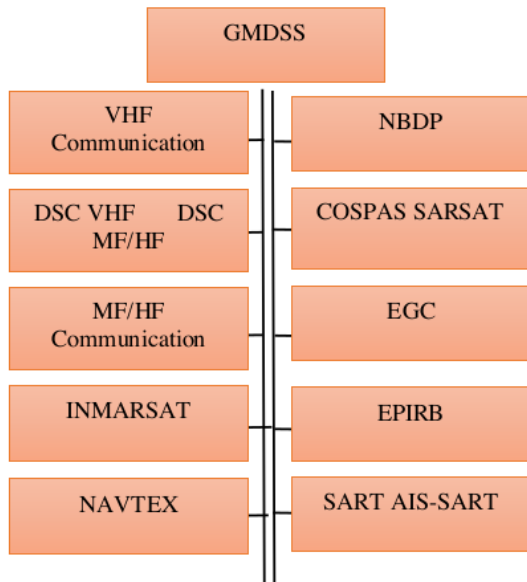 GMDSS
VHF
Communication
DSC VHF DSC
MF/HF
MF/HF
Communication
INMARSAT
NAVTEX
NBDP
COSPAS SARSAT
EGC
EPIRB
SART AIS-SART